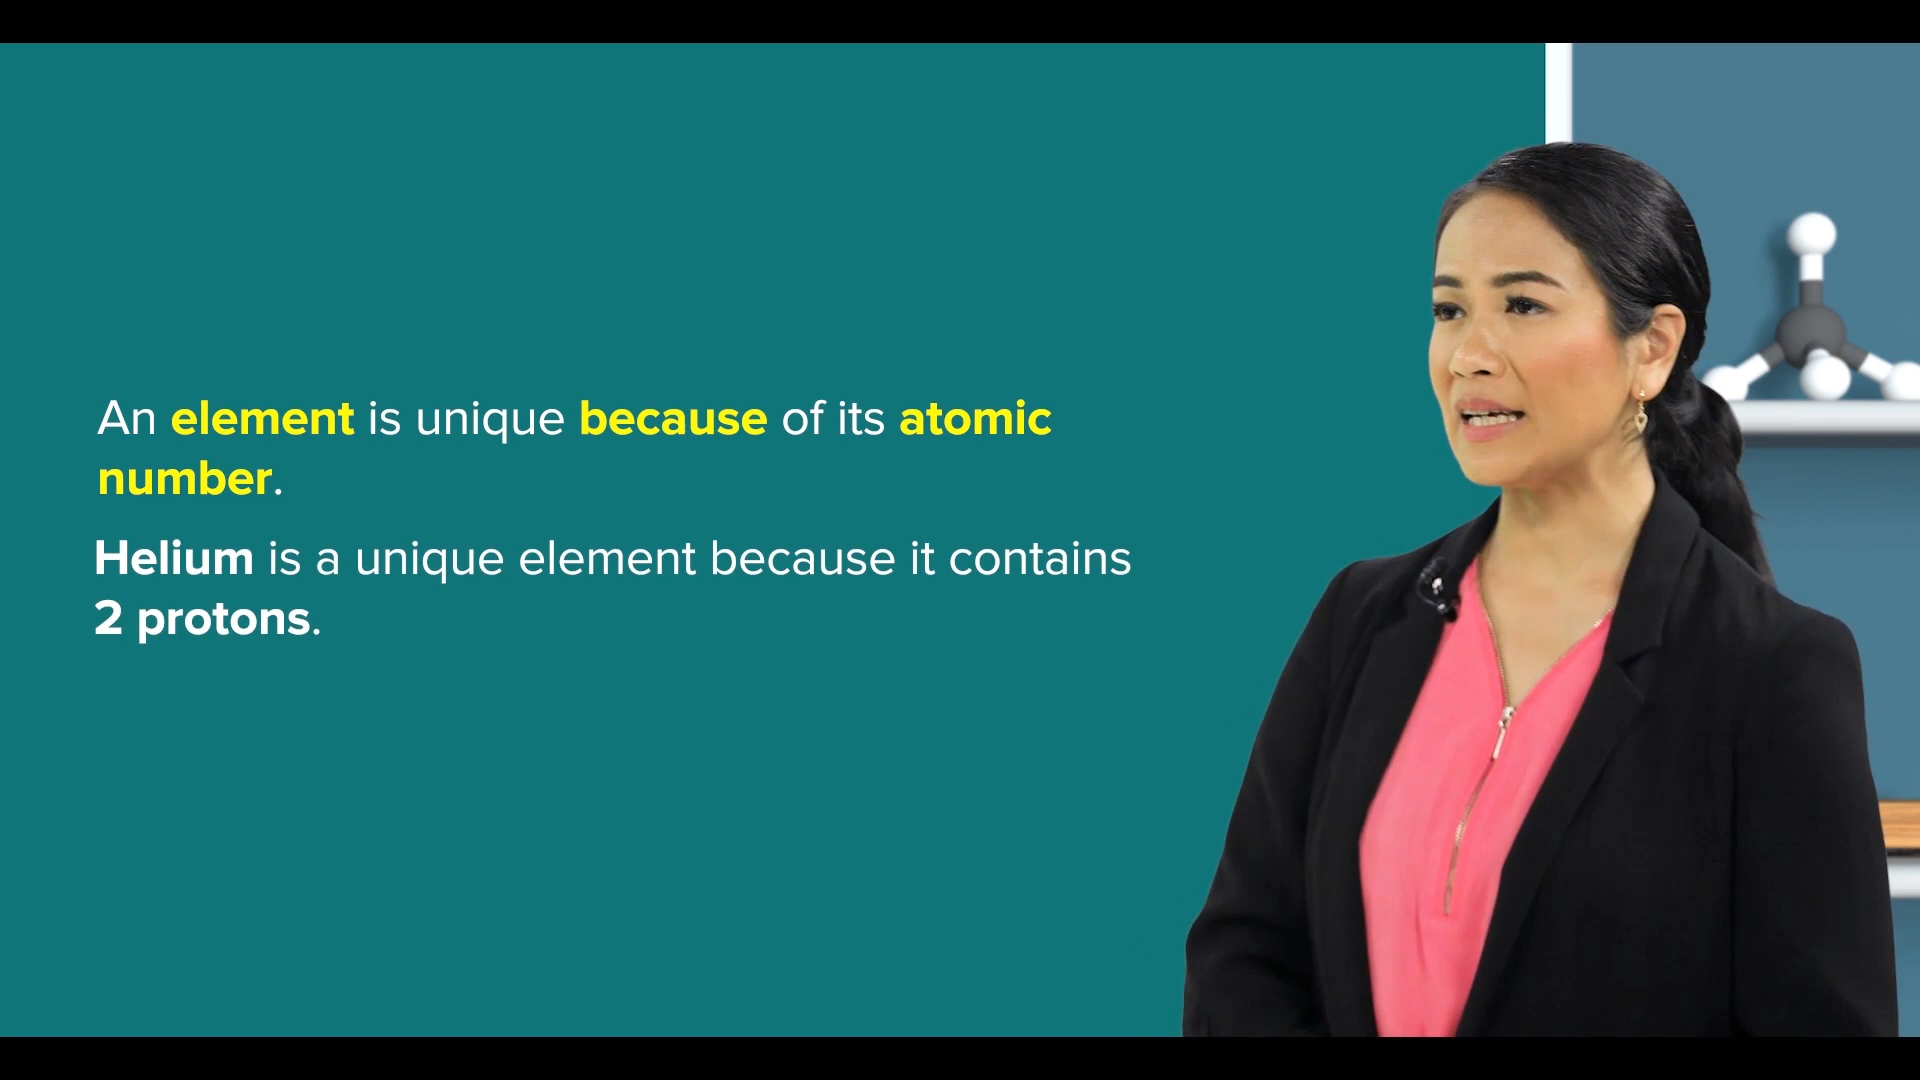 An element is unique because of its atomic
number.
Helium is a unique element because it contains
2 protons.